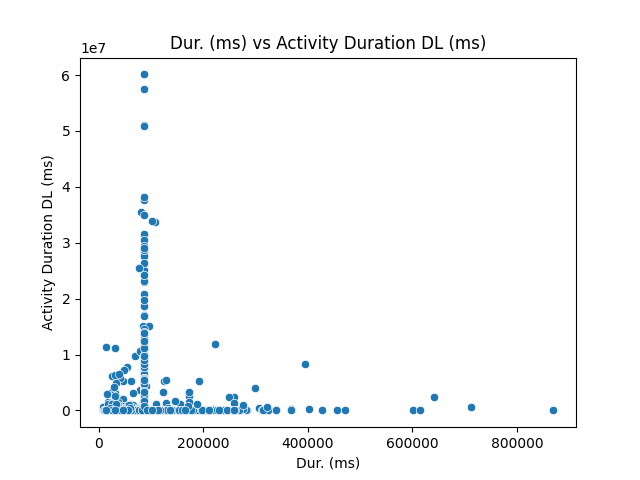 Dur. (ms) vs Activity Duration DL (ms)
1e7
6
5
4
3
2
1
0
Activity Duration DL (ms)
0 200000 400000 600000 800000
Dur. (ms)